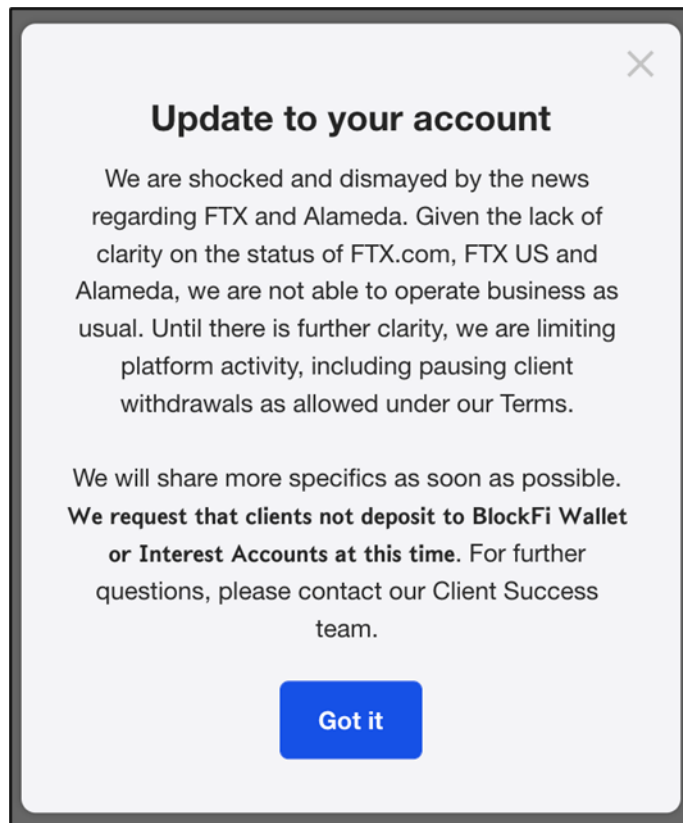 Update to your account
We are shocked and dismayed by the news
regarding FTX and Alameda. Given the lack of
clarity on the status of FTX.com, FTX US and
Alameda, we are not able to operate business as
usual. Until there is further clarity, we are limiting
platform activity, including pausing client
withdrawals as allowed under our Terms.
We will share more specifics as soon as possible.
We request that clients not deposit to BlockFi Wallet
or Interest Accounts at this time. For further
questions, please contact our Client Success
team.
Got it